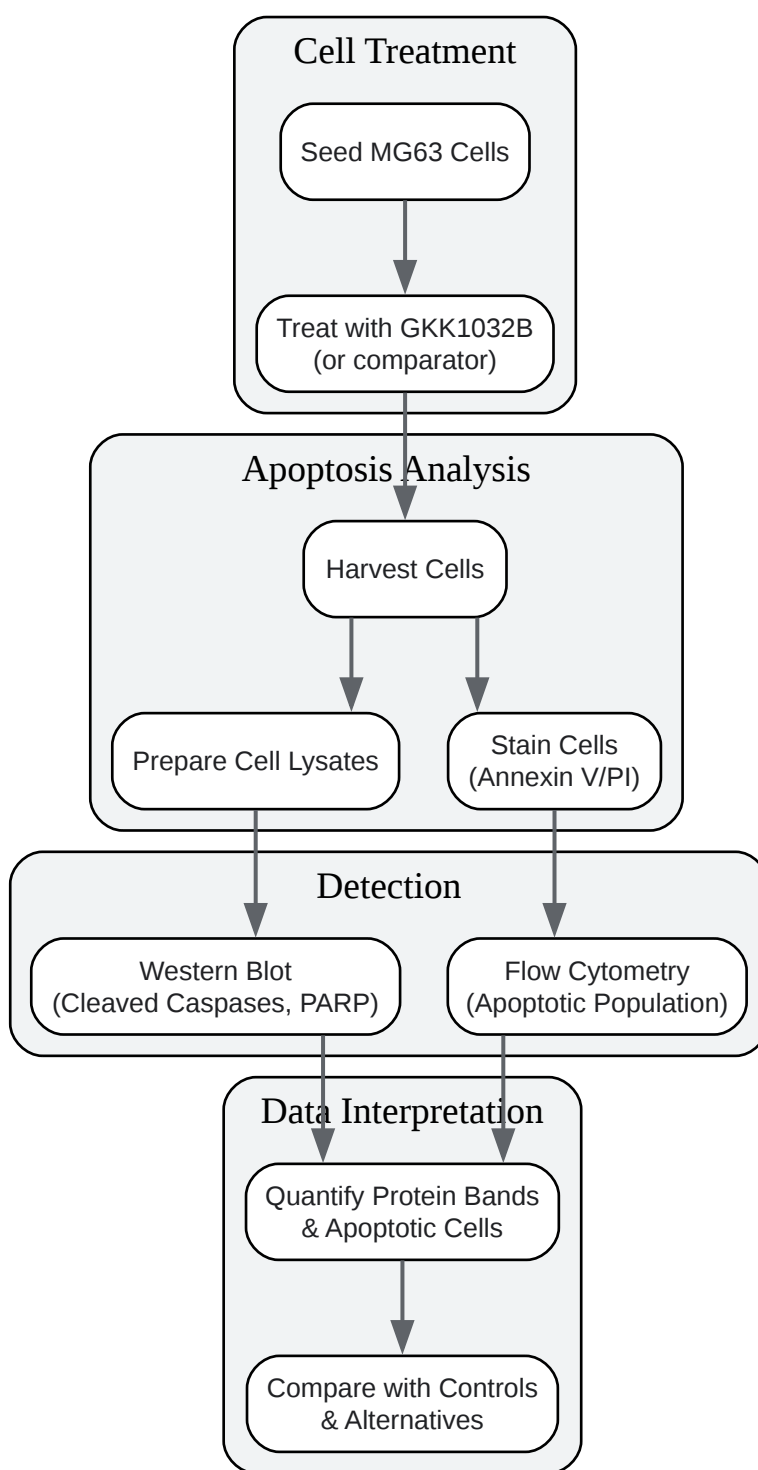 Cell Treatment
Seed MG63 Cells
Treat with GKK1032B
(or comparator)
Apoptosis Analysis
Harvest Cells
Prepare Cell Lysates
Stain Cells
(Annexin V/PI)
Detection
Western Blot
(Cleaved Caspases, PARP)
Flow Cytometry
(Apoptotic Population)
Data Interpretation
Quantify Protein Bands
& Apoptotic Cells
Compare with Controls
& Alternatives